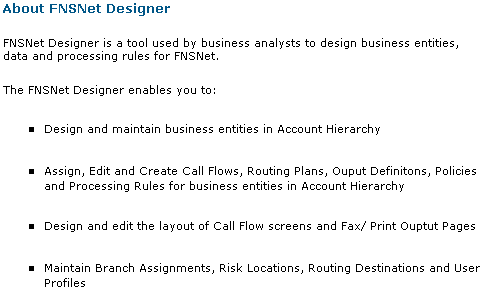 About FNSNet Designer
FNSNet Designer is a tool used by business analysts to design business entities,
data and processing rules for FNSNet.
The FNSNet Designer enables you to:
▪ Design and maintain business entities in Account Hierarchy
▪ Assign, Edit and Create Call Flows, Routing Plans, Ouput Definitons, Policies
and Processing Rules for business entities in Account Hierarchy
▪ Design and edit the layout of Call Flow screens and Fax/ Print Ouptut Pages
▪ Maintain Branch Assignments, Risk Locations, Routing Destinations and User
Profiles